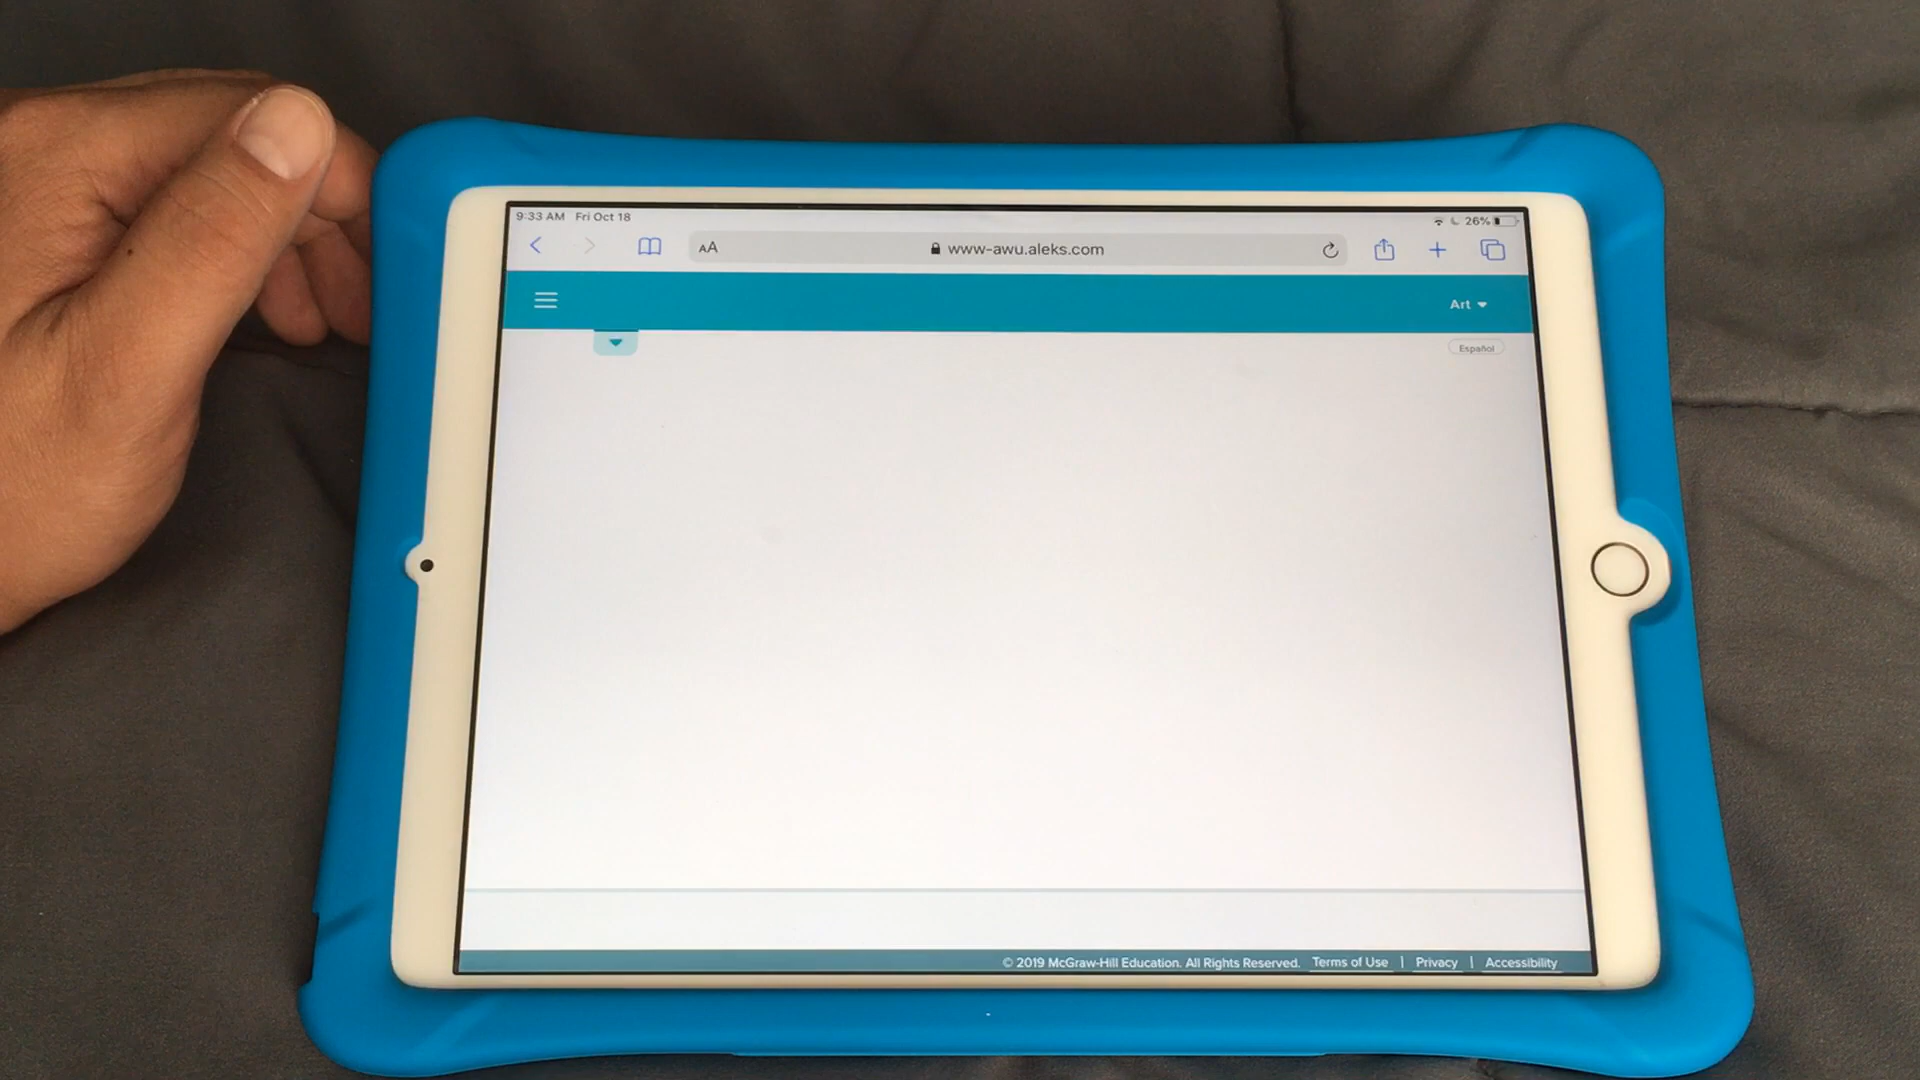 9:33 AM Fri Oct 18
26%
AA
www-awu.aleks.com
Art
Español
© 2019 McGraw-Hill Education. All Rights Reserved. Terms of Use | Privacy | Accessibility